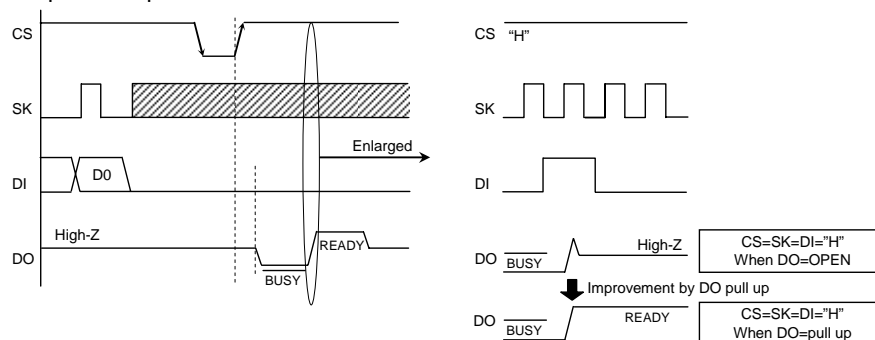 CS
SK
DI
D0
Enlarged
High-Z
DO
READY
BUSY
CS
“H”
SK
DI
DO
BUSY
High-Z
CS=SK=DI=”H”
When DO=OPEN
Improvement by DO pull up
DO
BUSY
READY
CS=SK=DI=”H”
When DO=pull up